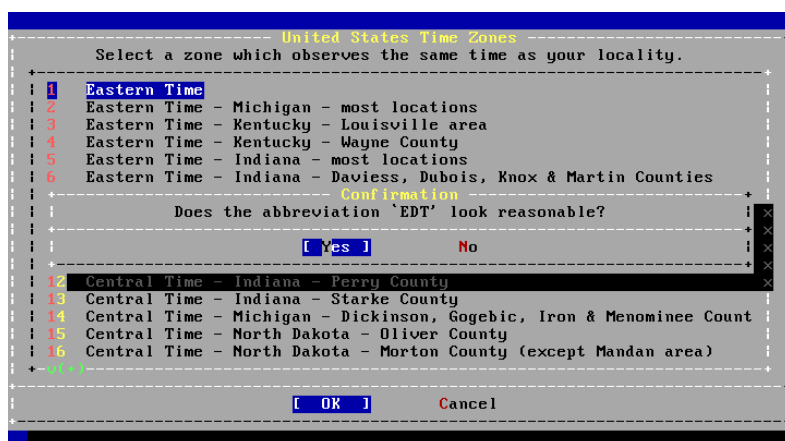 United States Time Zones
Select a zone which observes the same time as your locality.
1 Eastern Time
2 Eastern Time - Michigan - most locations
3 Eastern Time - Kentucky - Louisville area
4 Eastern Time - Kentucky - Wayne County
5 Eastern Time - Indiana - most locations
6 Eastern Time - Indiana - Daviess, Dubois, Knox & Martin Counties
Confirmation
Does the abbreviation `EDT' look reasonable?
[ Yes ] No
12 Central Time - Indiana - Perry County
13 Central Time - Indiana - Starke County
14 Central Time - Michigan - Dickinson, Gogebic, Iron & Menominee Count
15 Central Time - North Dakota - Oliver County
16 Central Time - North Dakota - Morton County (except Mandan area)
v(+)
[ OK ] Cancel